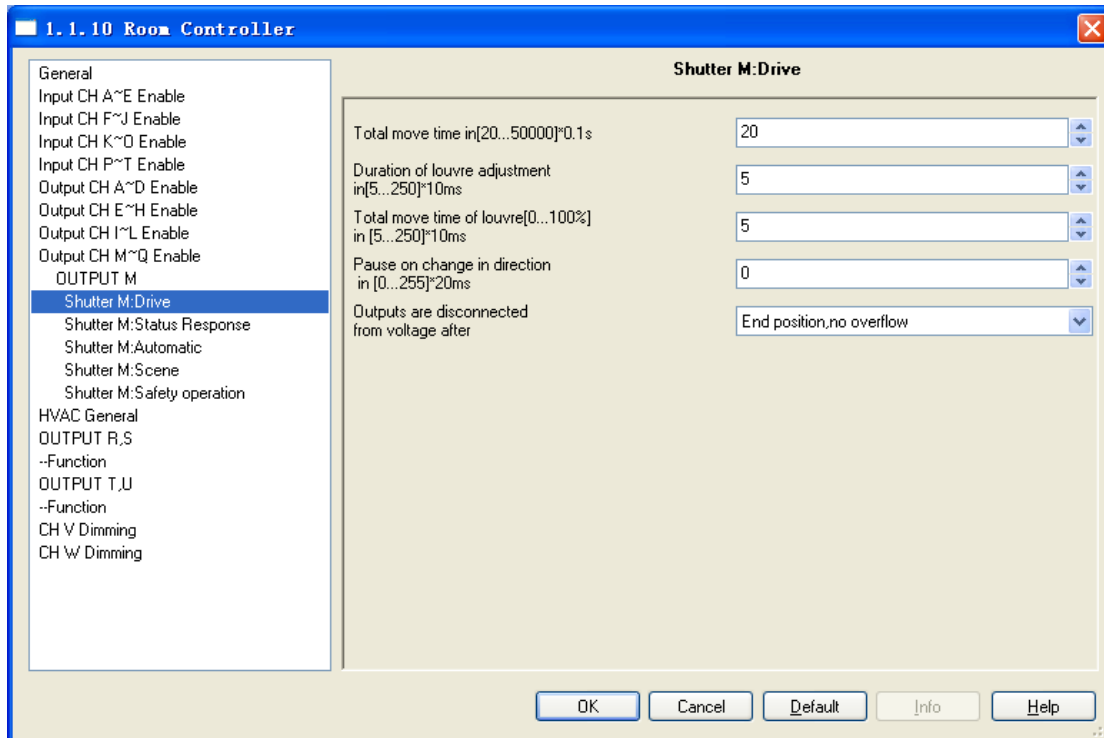 1.1.10 Room Controller
General
Input CH A~E Enable
Input CH F~J Enable
Input CH K~O Enable
Input CH P~T Enable
Output CH A~D Enable
Output CH E~H Enable
Output CH I~L Enable
Output CH M~Q Enable
OUTPUT M
Shutter M:Drive
Shutter M:Status Response
Shutter M:Automatic
Shutter M:Scene
Shutter M:Safety operation
HVAC General
OUTPUT R,S
--Function
OUTPUT T,U
--Function
CH V Dimming
CH W Dimming
Shutter M:Drive
Total move time in[20...50000]*0.1s
20
Duration of louvre adjustment
in[5...250]*10ms
5
Total move time of louvre[0...100%]
in [5...250]*10ms
5
Pause on change in direction
in [0...255]*20ms
0
Outputs are disconnected
from voltage after
End position,no overflow
OK
Cancel
Default
Info
Help